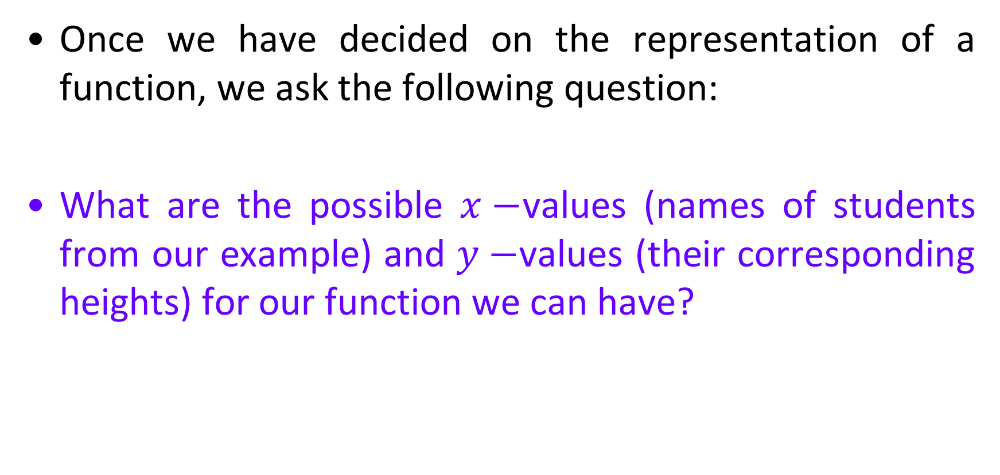 • Once we have decided on the representation of a
function, we ask the following question:
• What are the possible x −values (names of students
from our example) and y −values (their corresponding
heights) for our function we can have?